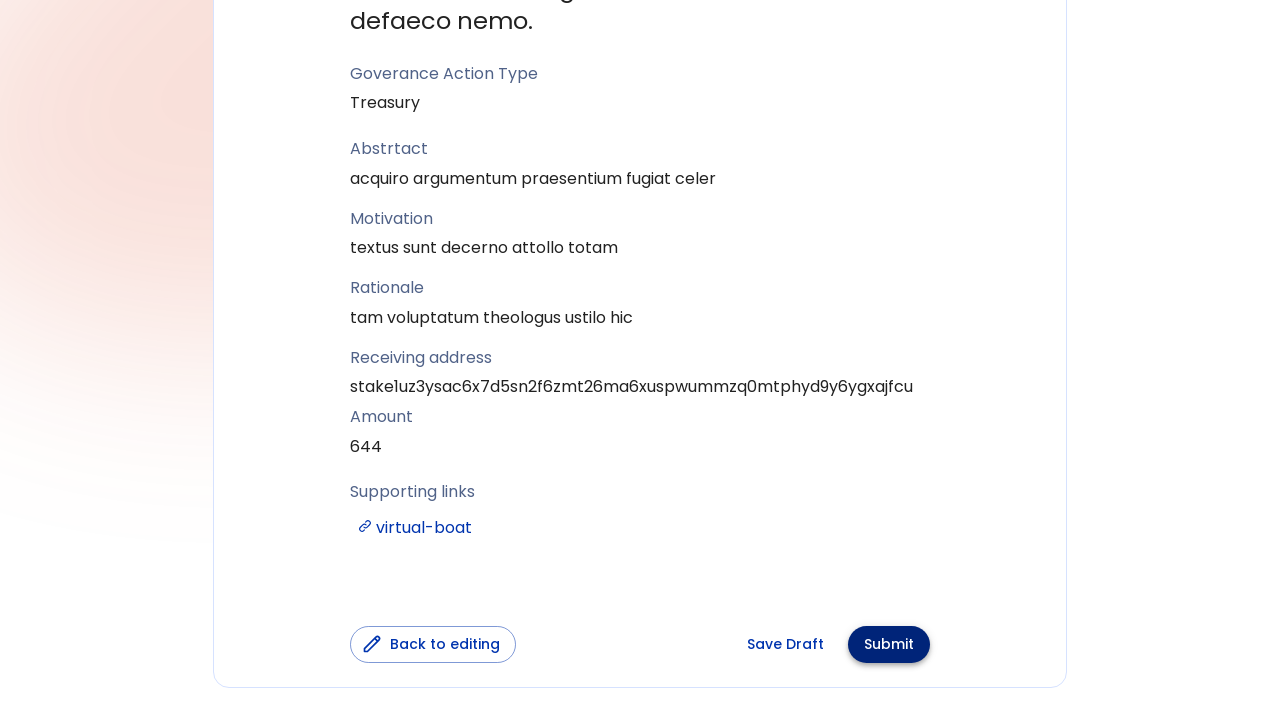 defaeco nemo.
Goverance Action Type
Treasury
Abstrtact
acquiro argumentum praesentium fugiat celer
Motivation
textus sunt decerno attollo totam
Rationale
tam voluptatum theologus ustilo hic
Receiving address
stake1uz3ysac6x7d5sn2f6zmt26ma6xuspwummzq0mtphyd9y6ygxajfcu
Amount
644
Supporting links
virtual-boat
Back to editing
Save Draft
Submit